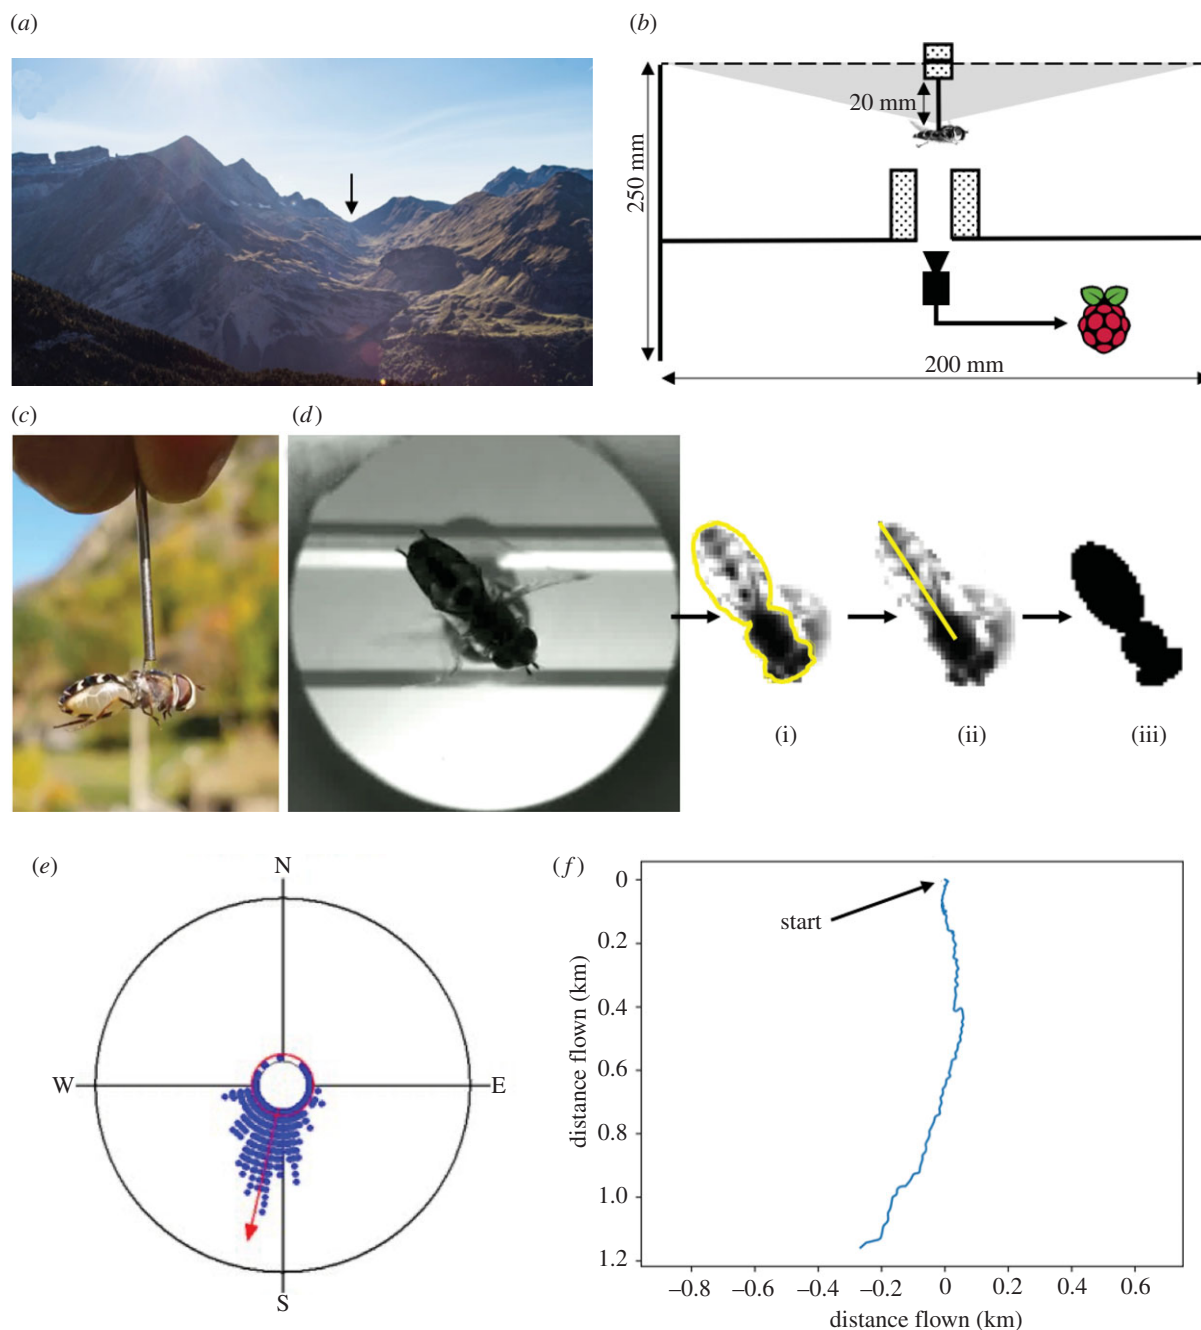 (a)
(b)
20 mm
250 mm
200 mm
(c)
(d)
(i)
(ii)
(iii)
(e)
N
W
E
S
(f)
start
distance flown (km)
0
0.2
0.4
0.6
0.8
1.0
1.2
–0.8
–0.6
–0.4
–0.2
0
0.2
0.4
0.6
distance flown (km)